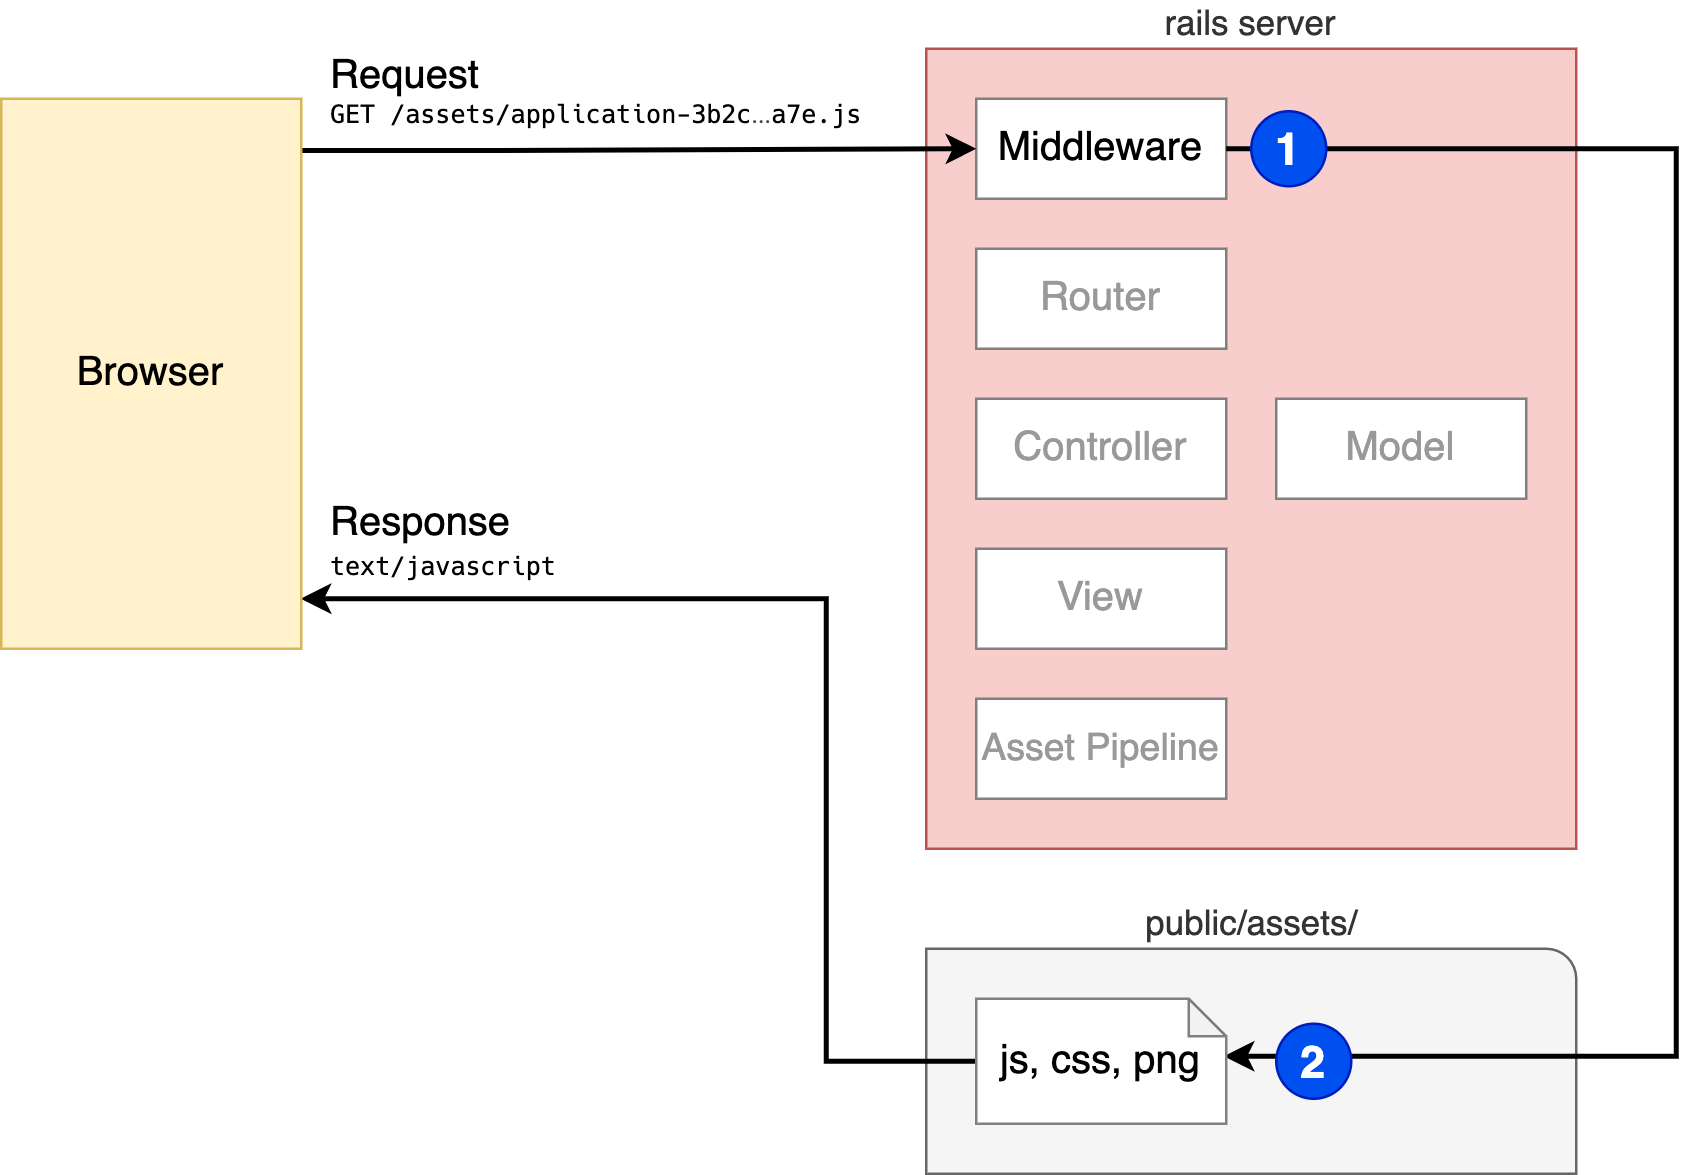 rails server
Request
GET /assets/application-3b2c...a7e.js
Middleware
1
Router
Browser
Controller
Model
Response
text/javascript
View
Asset Pipeline
public/assets/
js, css, png
2